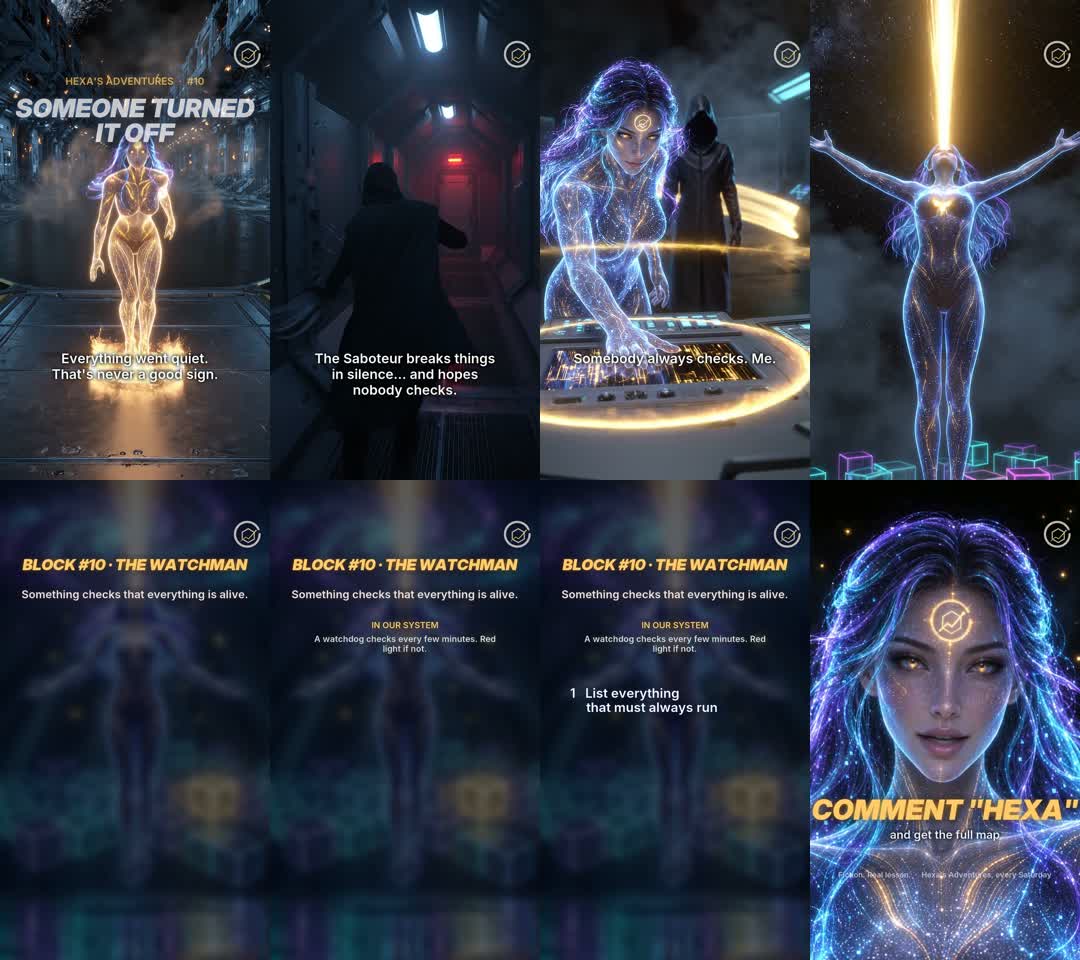 HEXA'S ADVENTURES · #10
SOMEONE TURNED
IT OFF
Everything went quiet.
That's never a good sign.
The Saboteur breaks things
in silence... and hopes
nobody checks.
Somebody always checks. Me.
BLOCK #10 · THE WATCHMAN
Something checks that everything is alive.
BLOCK #10 · THE WATCHMAN
Something checks that everything is alive.
IN OUR SYSTEM
A watchdog checks every few minutes. Red
light if not.
BLOCK #10 · THE WATCHMAN
Something checks that everything is alive.
IN OUR SYSTEM
A watchdog checks every few minutes. Red
light if not.
1 List everything
that must always run
COMMENT "HEXA"
and get the full map
Fiction. Real lesson. · Hexa's Adventures, every Saturday